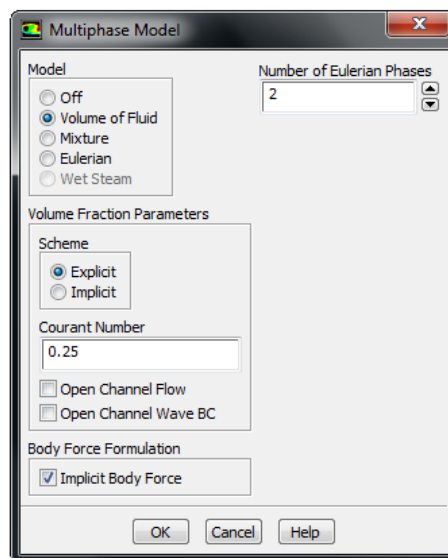 Multiphase Model
Model
Off
Volume of Fluid
Mixture
Eulerian
Wet Steam
Number of Eulerian Phases
2
Volume Fraction Parameters
Scheme
Explicit
Implicit
Courant Number
0.25
Open Channel Flow
Open Channel Wave BC
Body Force Formulation
Implicit Body Force
OK Cancel Help